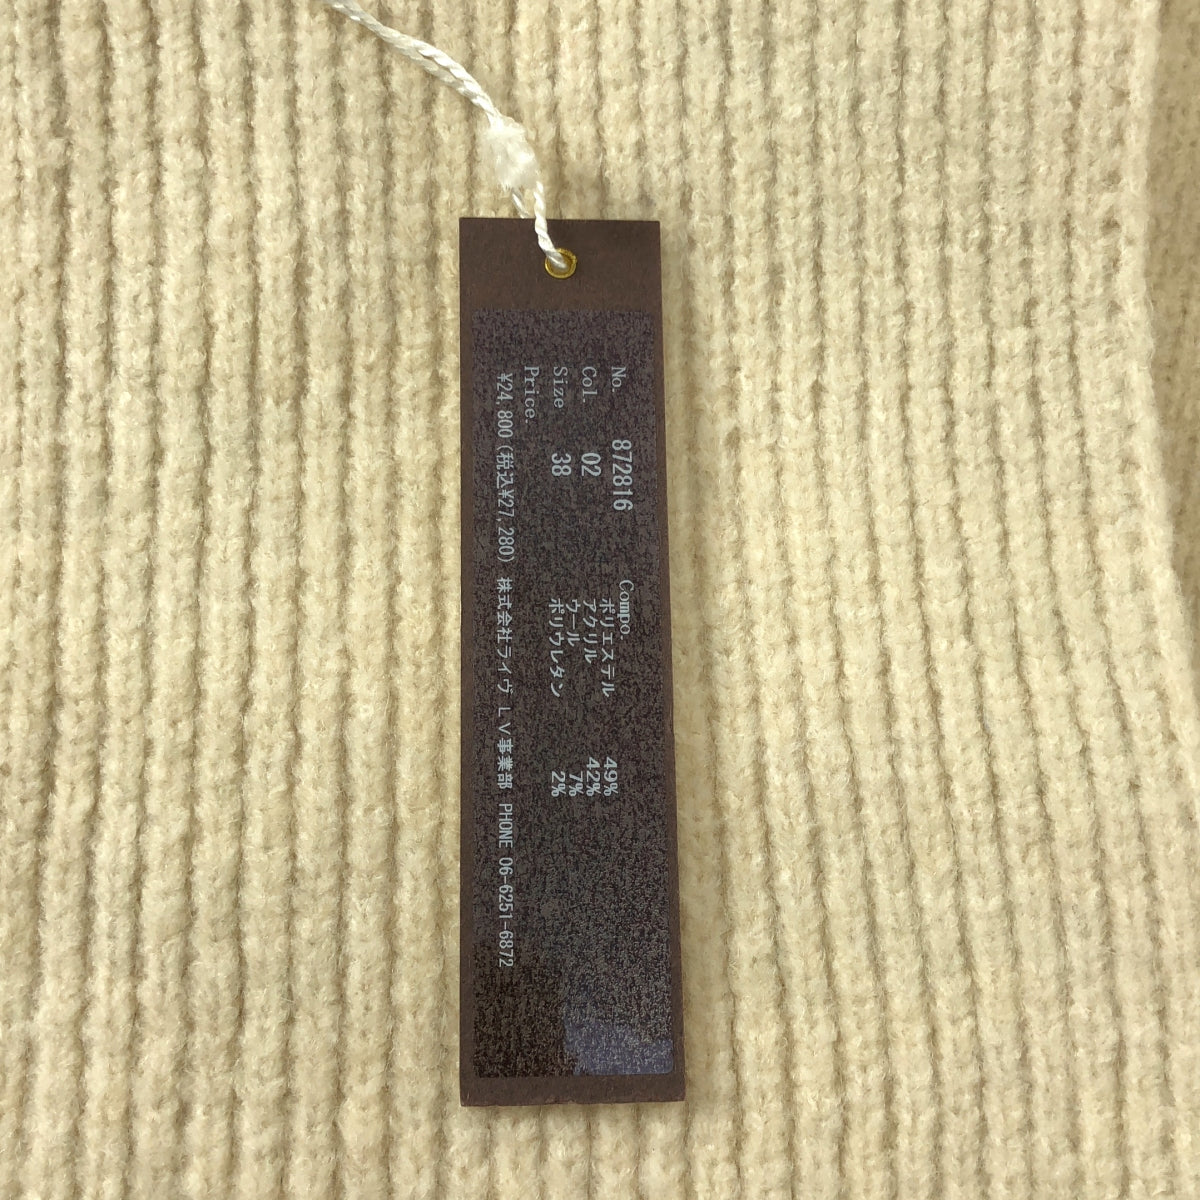 No. 872816
Col. 02
Size 38
Price.
¥24,800(税込¥27,280) 株式会社ライヴ LV事業部 PHONE 06-6251-6872
Compo.
ポリエステル 49%
アクリル 42%
ウール 7%
ポリウレタン 2%